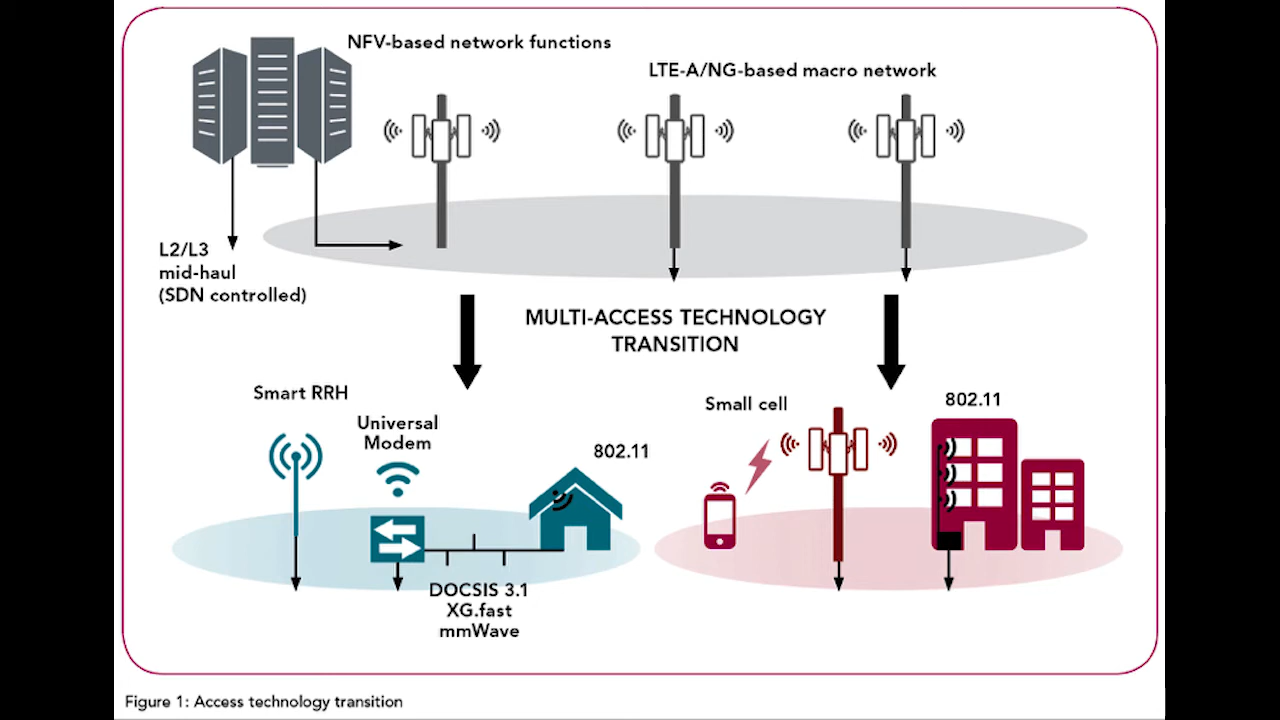 NFV-based network functions
LTE-A/NG-based macro network
L2/L3
mid-haul
(SDN controlled)
MULTI-ACCESS TECHNOLOGY
TRANSITION
Smart RRH
Universal
Modem
802.11
DOCSIS 3.1
XG.fast
mmWave
Small cell
802.11
Figure 1: Access technology transition